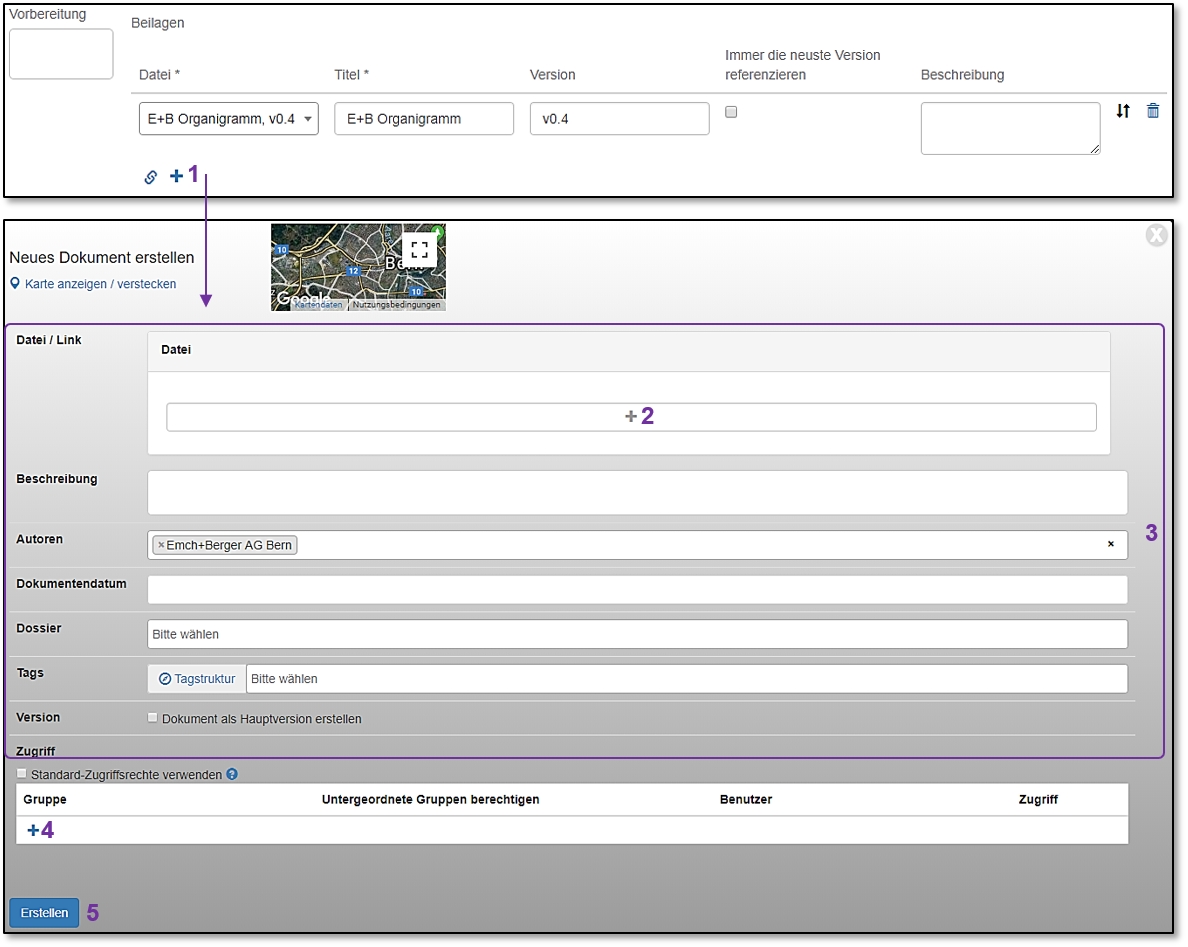 Vorbereitung
Beilagen
Datei * Titel * Version Immer die neuste Version referenzieren Beschreibung
E+B Organigramm, v0.4 E+B Organigramm v0.4
+ 1
Neues Dokument erstellen
Karte anzeigen / verstecken
10
12
10
Bern
Google
Kartendaten Nutzungsbedingungen
Datei / Link
Datei
+ 2
Beschreibung
3
Autoren ×Emch+Berger AG Bern ×
Dokumentendatum
Dossier Bitte wählen
Tags Tagstruktur Bitte wählen
Version Dokument als Hauptversion erstellen
Zugriff
Standard-Zugriffsrechte verwenden ?
Gruppe Untergeordnete Gruppen berechtigen Benutzer Zugriff
+4
Erstellen 5